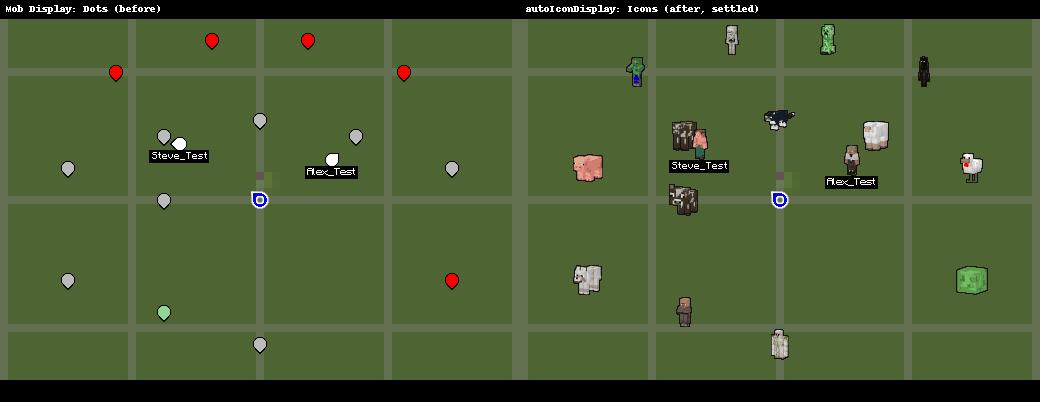 Mob Display: Dots (before)
autoIconDisplay: Icons (after, settled)
Steve_Test
Alex_Test
Steve_Test
Alex_Test